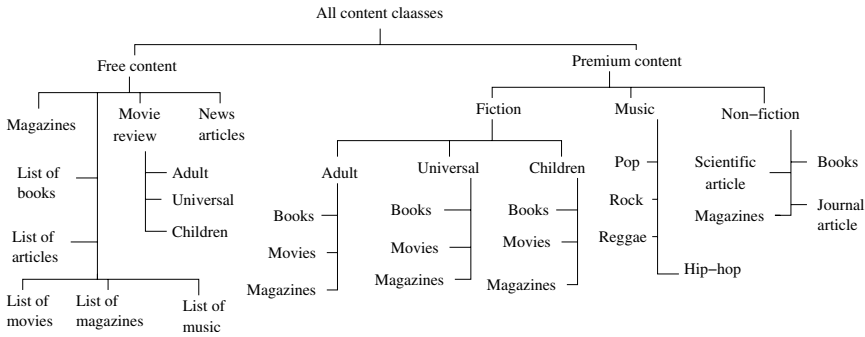 All content claasses
Free content
Premium content
Magazines
Movie
review
News
articles
List of
books
Adult
Universal
Children
List of
articles
List of
movies
List of
magazines
List of
music
Fiction
Music
Non−fiction
Adult
Books
Movies
Magazines
Universal
Books
Movies
Magazines
Children
Books
Movies
Magazines
Pop
Rock
Reggae
Hip−hop
Scientific
article
Books
Magazines
Journal
article